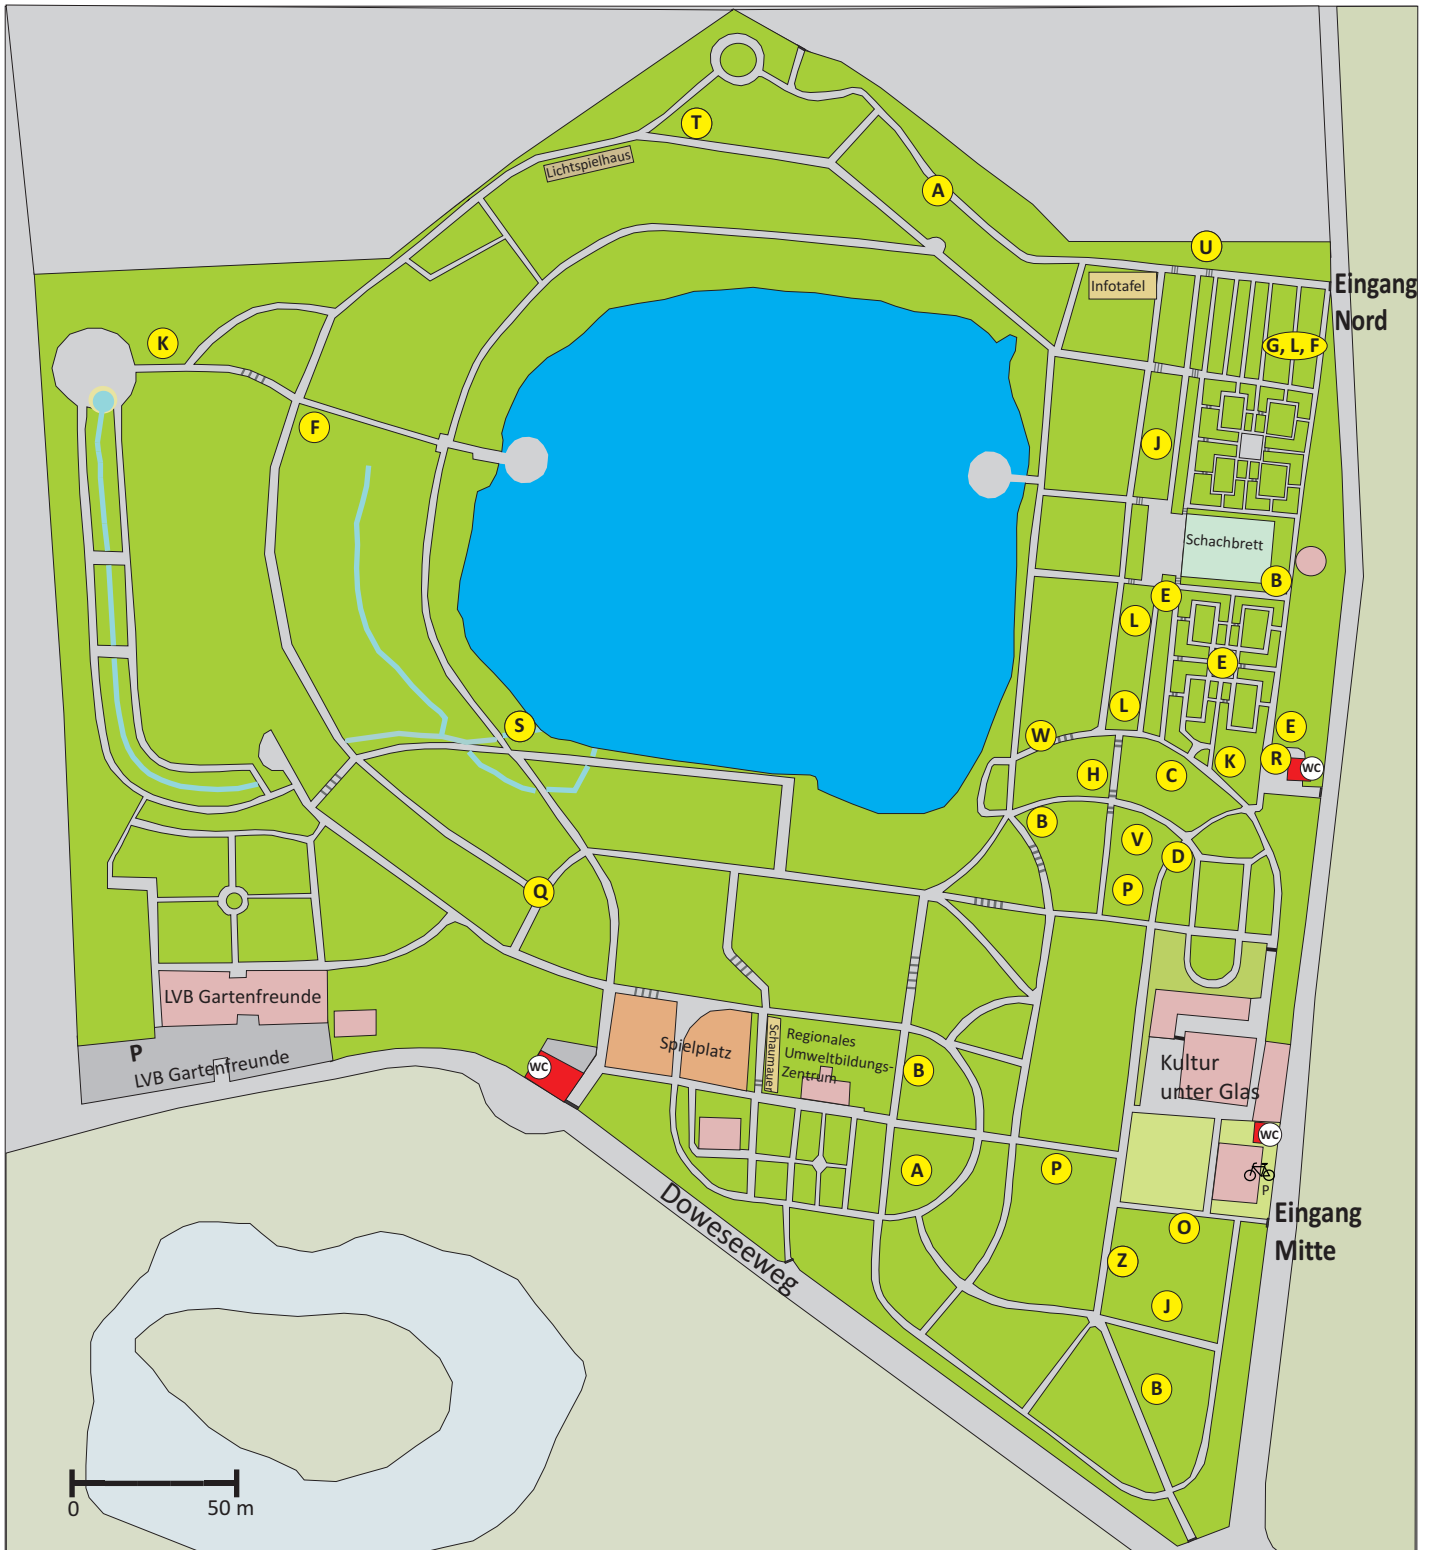 T
Lichtspielhaus
A
U
Infotafel
Eingang
Nord
K
G, L, F
F
J
Schachbrett
B
E
L
E
L
S
W
E
H
C
K
R
WC
B
V
D
Q
P
LVB Gartenfreunde
P
LVB Gartenfreunde
WC
Spielplatz
Schaumauer
Regionales
Umweltbildungs-
Zentrum
B
Kultur
unter Glas
WC
A
P
P
Doweseeweg
O
Eingang
Mitte
Z
J
B
0
50 m